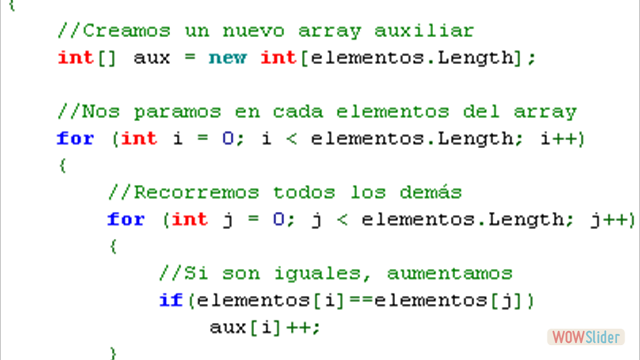 {
//Creamos un nuevo array auxiliar
int[] aux = new int[elementos.Length];
//Nos paramos en cada elementos del array
for (int i = 0; i < elementos.Length; i++)
{
//Recorremos todos los demás
for (int j = 0; j < elementos.Length; j++)
{
//Si son iguales, aumentamos
if(elementos[i]==elementos[j])
aux[i]++;
}
WOWSlider